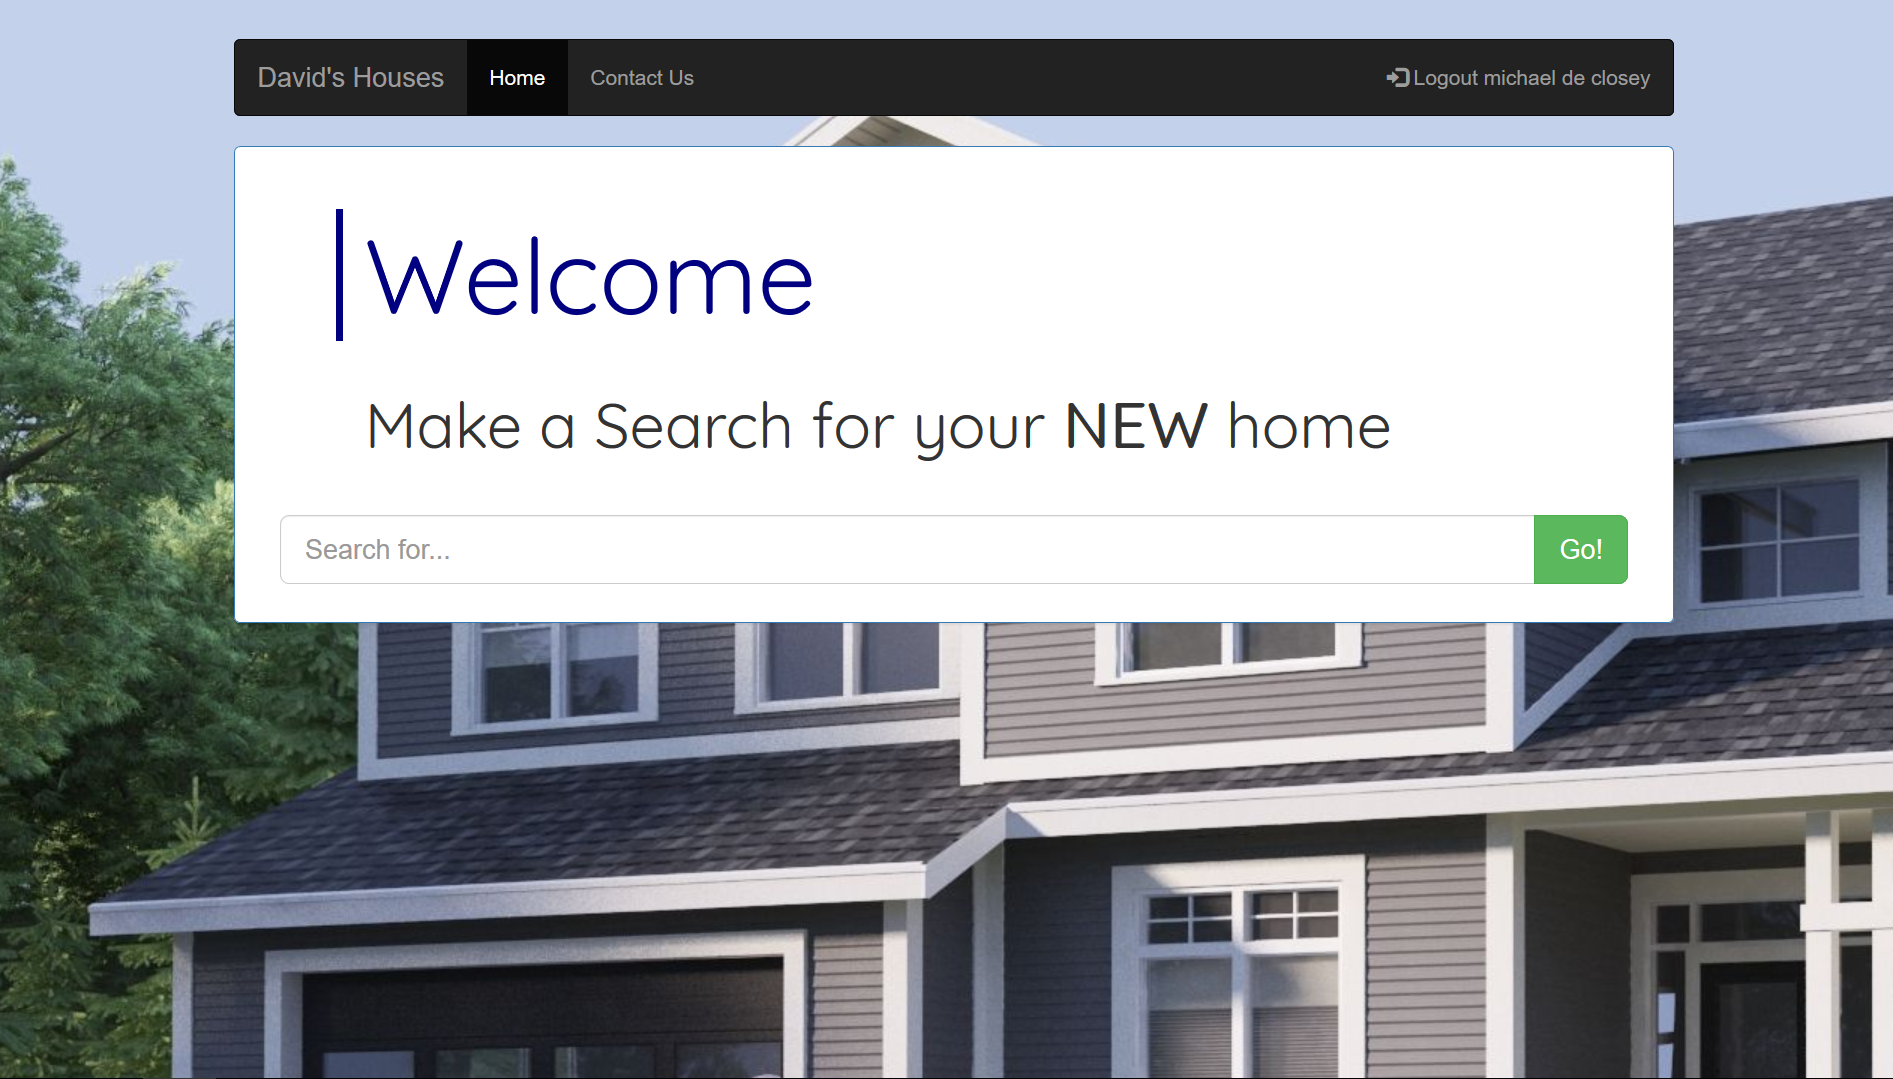 David's Houses Home Contact Us Logout michael de closey
Welcome
Make a Search for your NEW home
Search for... Go!